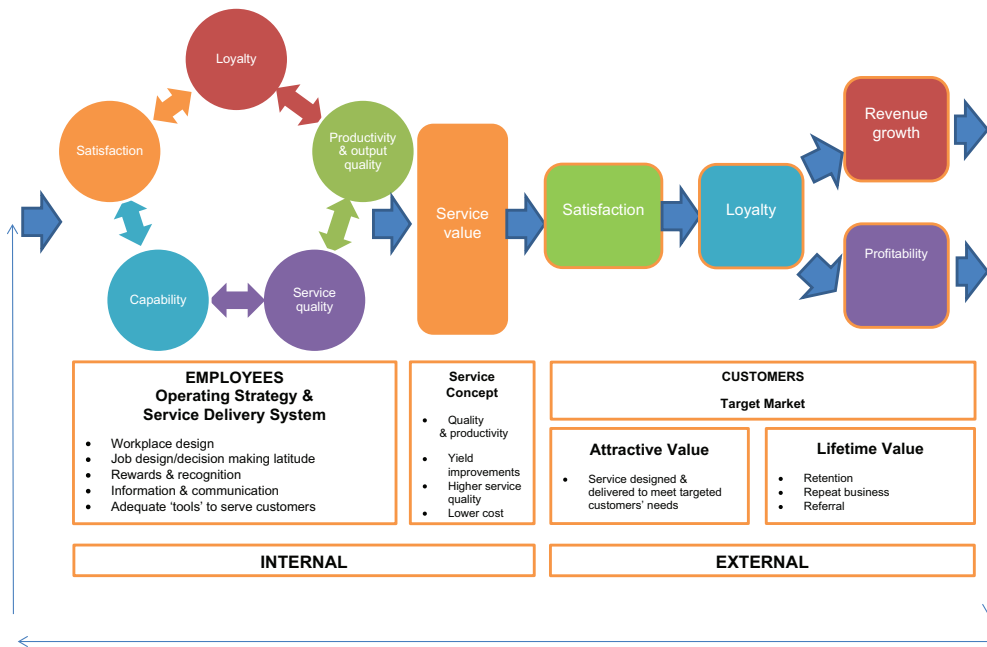 Loyalty
Satisfaction
Productivity
& output
quality
Capability
Service
quality
Service
value
Satisfaction
Loyalty
Revenue
growth
Profitability
EMPLOYEES
Operating Strategy &
Service Delivery System
• Workplace design
• Job design/decision making latitude
• Rewards & recognition
• Information & communication
• Adequate ‘tools’ to serve customers
Service
Concept
• Quality
& productivity
• Yield
improvements
• Higher service
quality
• Lower cost
CUSTOMERS
Target Market
Attractive Value
• Service designed &
delivered to meet targeted
customers’ needs
Lifetime Value
• Retention
• Repeat business
• Referral
INTERNAL
EXTERNAL